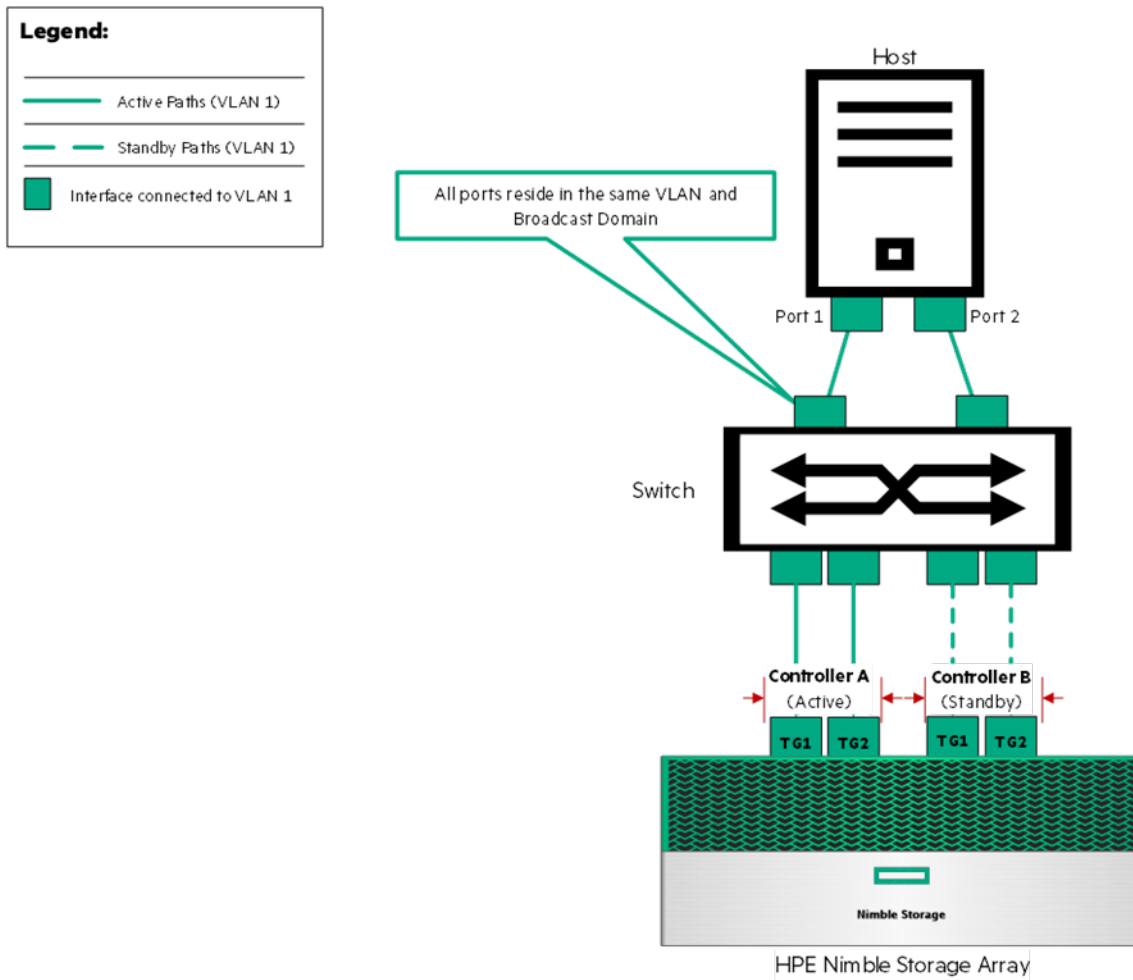 Legend:
Active Paths (VLAN 1)
Standby Paths (VLAN 1)
Interface connected to VLAN 1
Host
All ports reside in the same VLAN and
Broadcast Domain
Port 1
Port 2
Switch
Controller A
(Active)
Controller B
(Standby)
TG1
TG2
TG1
TG2
Nimble Storage
HPE Nimble Storage Array